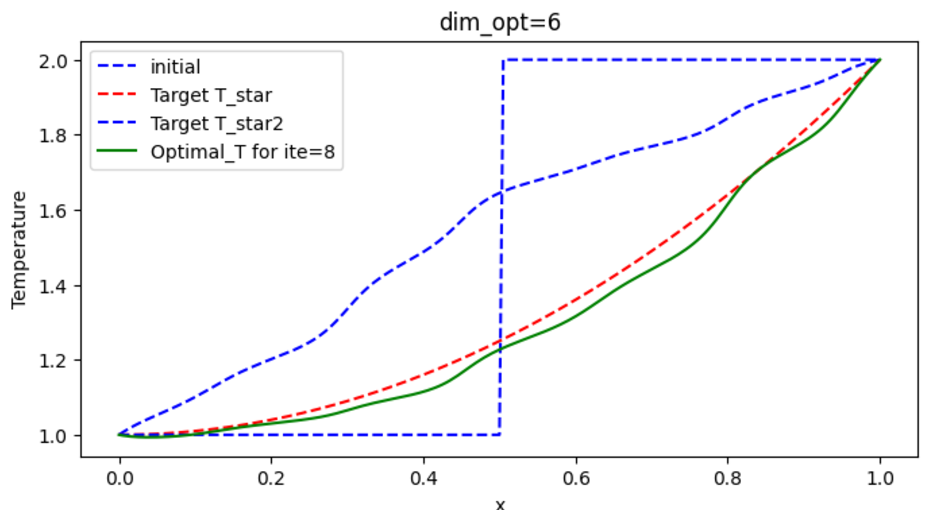 dim_opt=6
initial
Target T_star
Target T_star2
Optimal_T for ite=8
Temperature
2.0
1.8
1.6
1.4
1.2
1.0
0.0 0.2 0.4 0.6 0.8 1.0
x